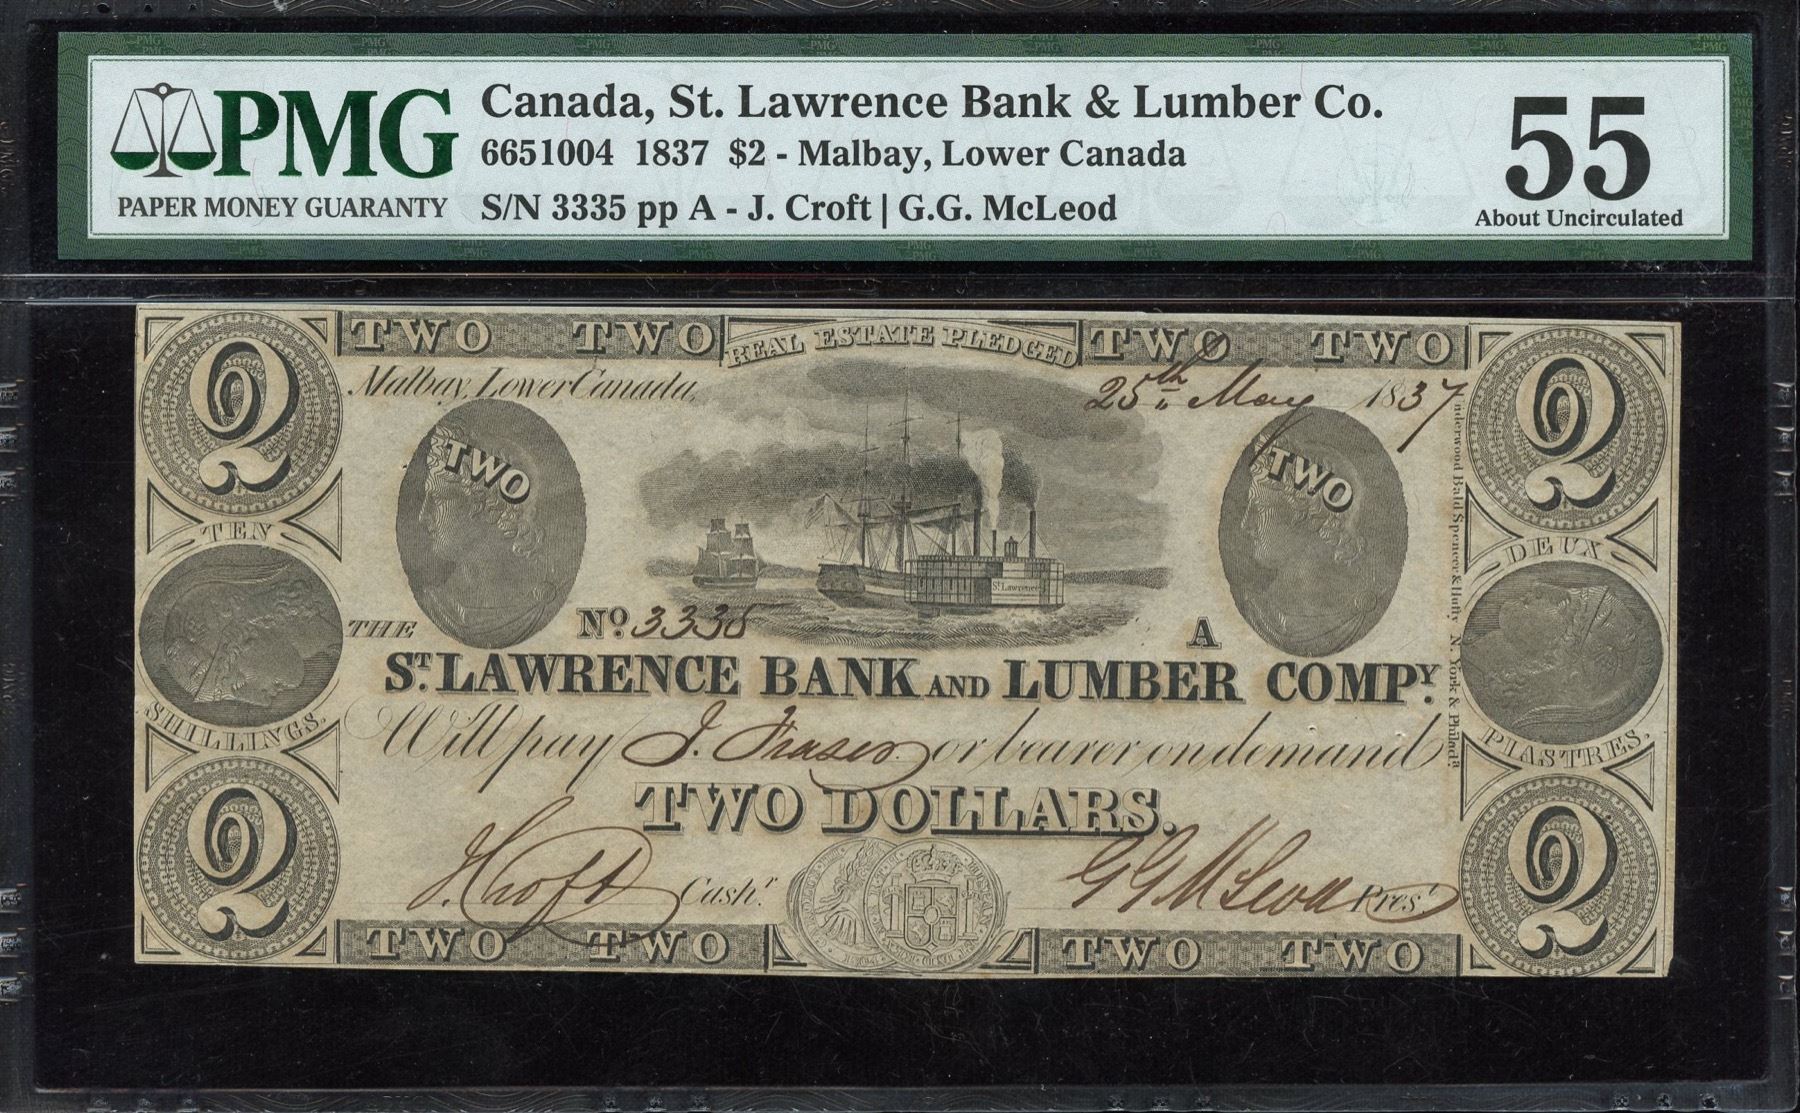 PMG
PAPER MONEY GUARANTY
Canada, St. Lawrence Bank & Lumber Co.
6651004 1837 $2 - Malbay, Lower Canada
S/N 3335 pp A - J. Croft | G.G. McLeod
55
About Uncirculated
2 TWO TWO REAL ESTATE PLEDGED TWO TWO 2
Malbay, Lower Canada, 25th May 1837
TWO TWO
TEN DEUX
St Lawrence
THE No 3335 A
ST. LAWRENCE BANK AND LUMBER COMPY.
SHILLINGS. PIASTRES.
Will pay J. Fraser or bearer on demand
TWO DOLLARS.
J. Croft Cashr. G G McLeod Prest.
2 TWO TWO TWO TWO 2
Underwood Bald Spencer & Hufty N. York & Philada.